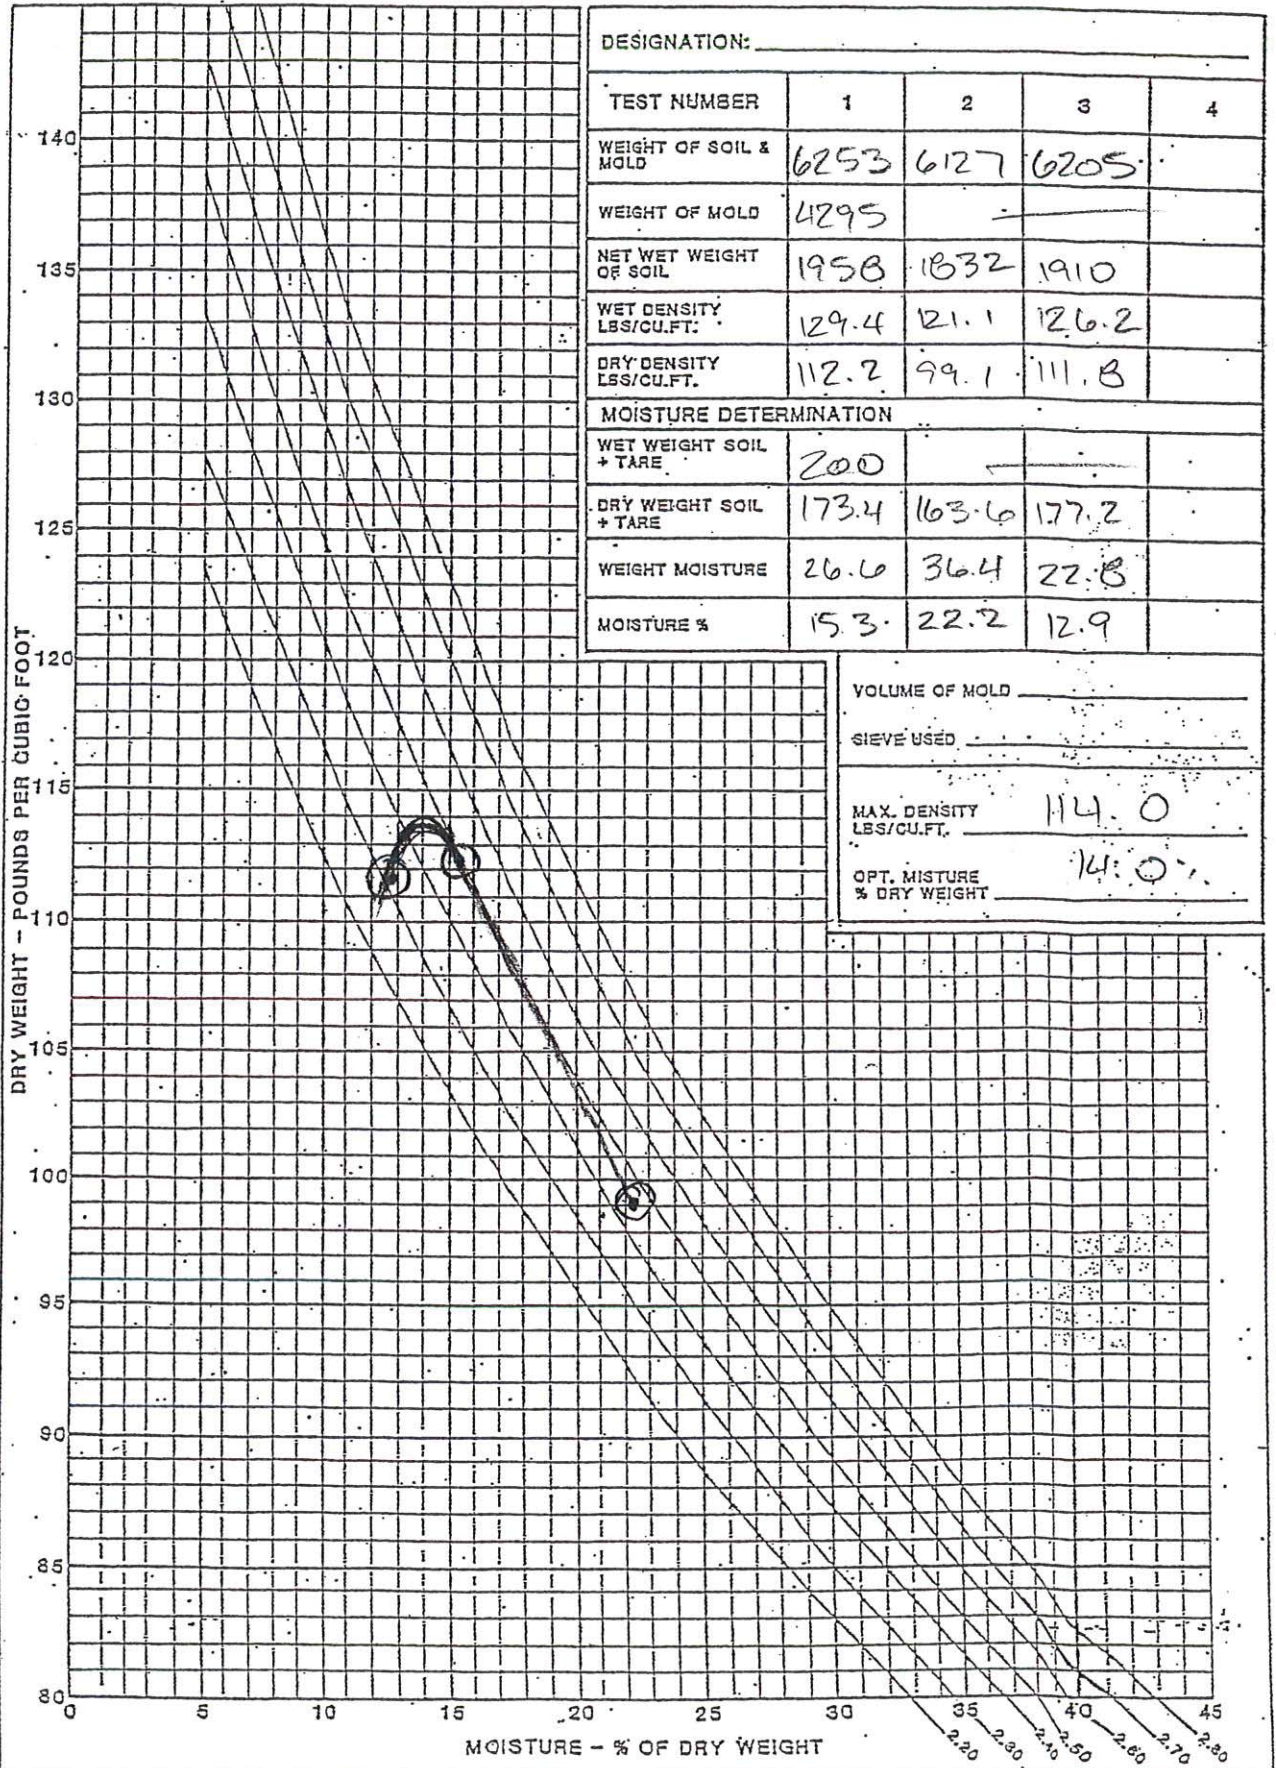 DESIGNATION:
TEST NUMBER 1 2 3 4
WEIGHT OF SOIL &
MOLD 6253 6127 6205
WEIGHT OF MOLD 4295 —
NET WET WEIGHT
OF SOIL 1958 1832 1910
WET DENSITY
LBS/CU.FT. 129.4 121.1 126.2
DRY DENSITY
LBS/CU.FT. 112.2 99.1 111.8
MOISTURE DETERMINATION
WET WEIGHT SOIL
+ TARE 200 —
DRY WEIGHT SOIL
+ TARE 173.4 163.6 177.2
WEIGHT MOISTURE 26.6 36.4 22.8
MOISTURE % 15.3 22.2 12.9
VOLUME OF MOLD
SIEVE USED
MAX. DENSITY
LBS/CU.FT. 114.0
OPT. MISTURE
% DRY WEIGHT 14.0%
DRY WEIGHT – POUNDS PER CUBIC FOOT
140
135
130
125
120
115
110
105
100
95
90
85
80
0 5 10 15 20 25 30 35 40 45
2.20 2.30 2.40 2.50 2.60 2.70 2.80
MOISTURE – % OF DRY WEIGHT